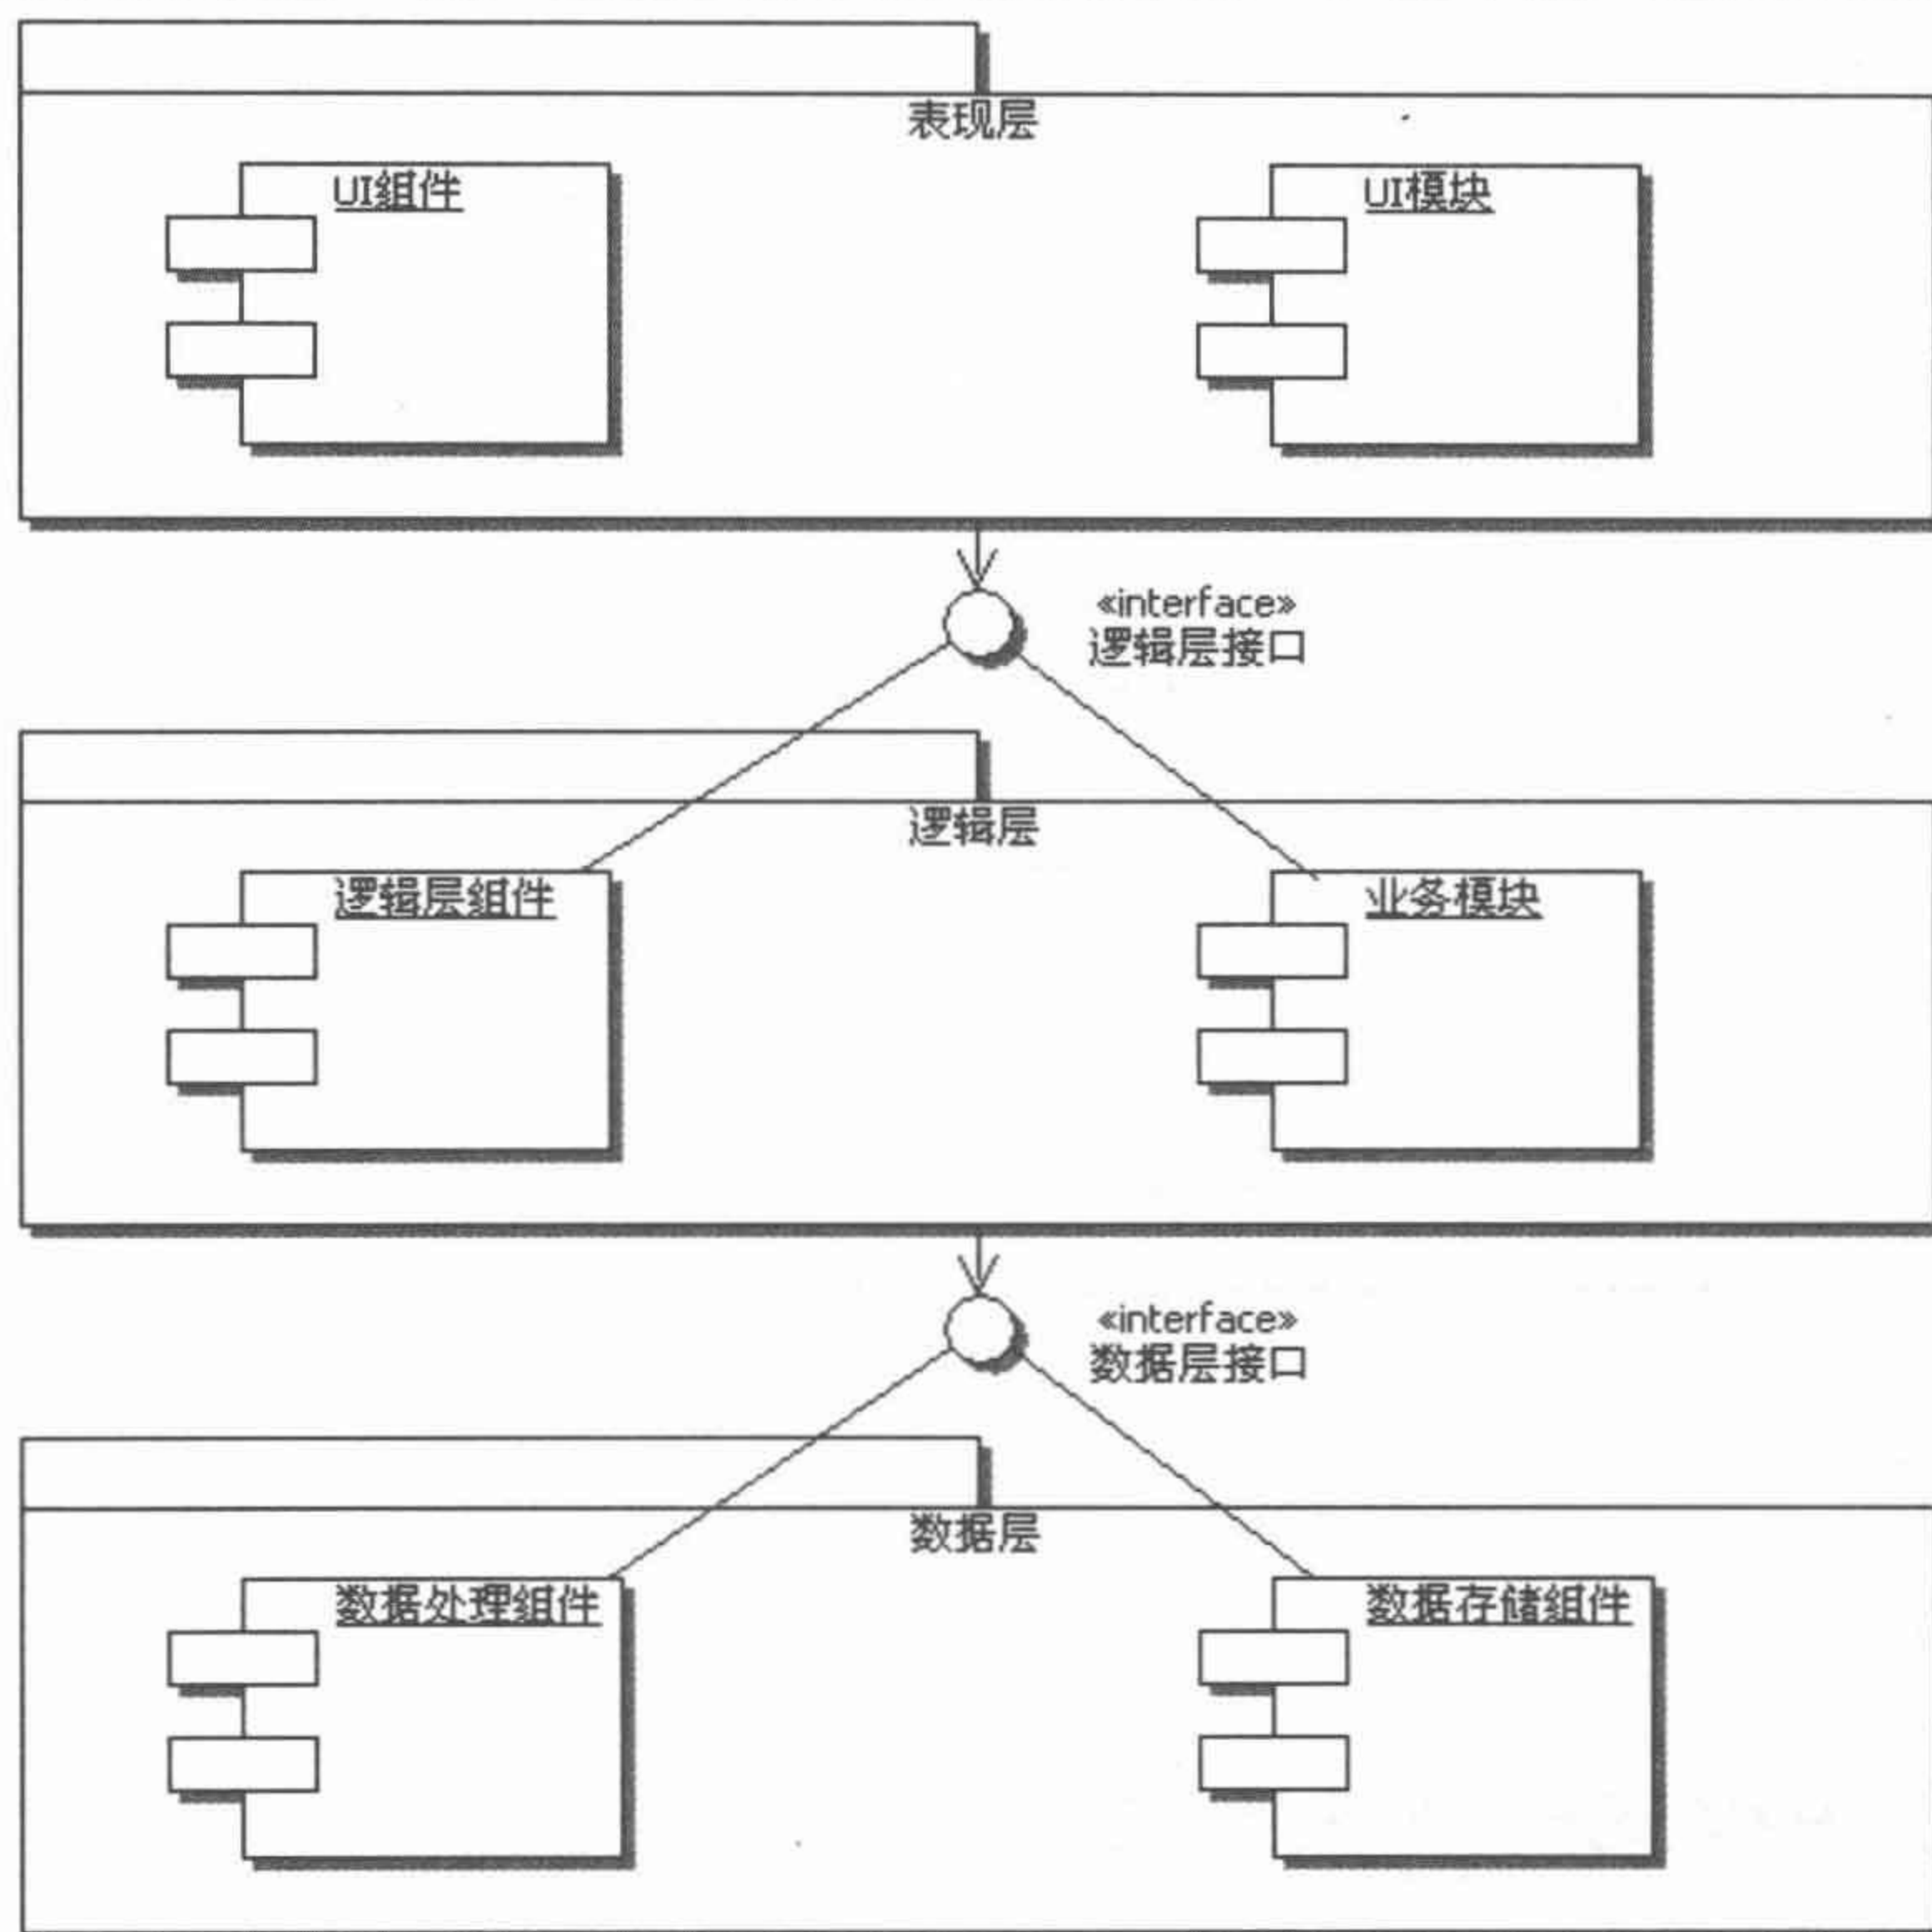 表现层
UI组件
UI模块
«interface»
逻辑层接口
逻辑层
逻辑层组件
业务模块
«interface»
数据层接口
数据层
数据处理组件
数据存储组件